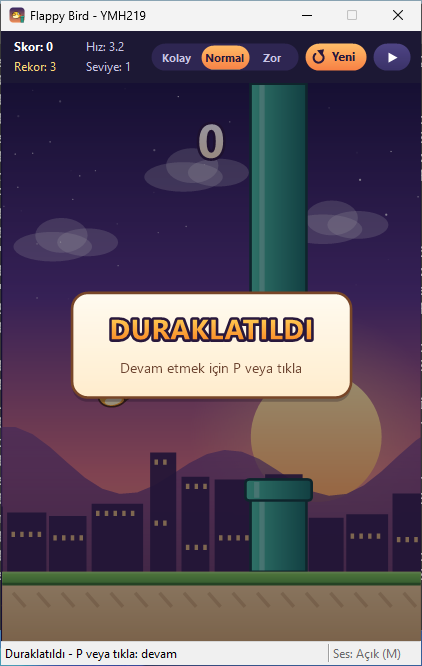 Flappy Bird - YMH219
Skor: 0
Hız: 3.2
Rekor: 3
Seviye: 1
Kolay
Normal
Zor
Yeni
0
DURAKLATILDI
Devam etmek için P veya tıkla
Duraklatıldı - P veya tıkla: devam
Ses: Açık (M)